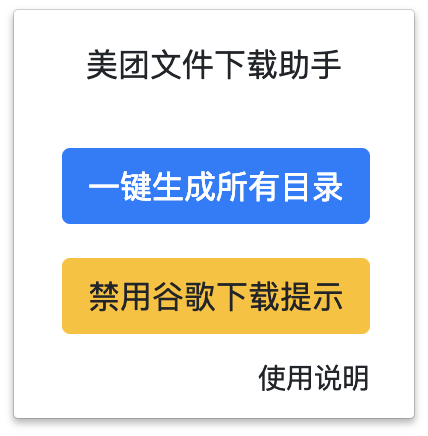 美团文件下载助手
一键生成所有目录
禁用谷歌下载提示
使用说明